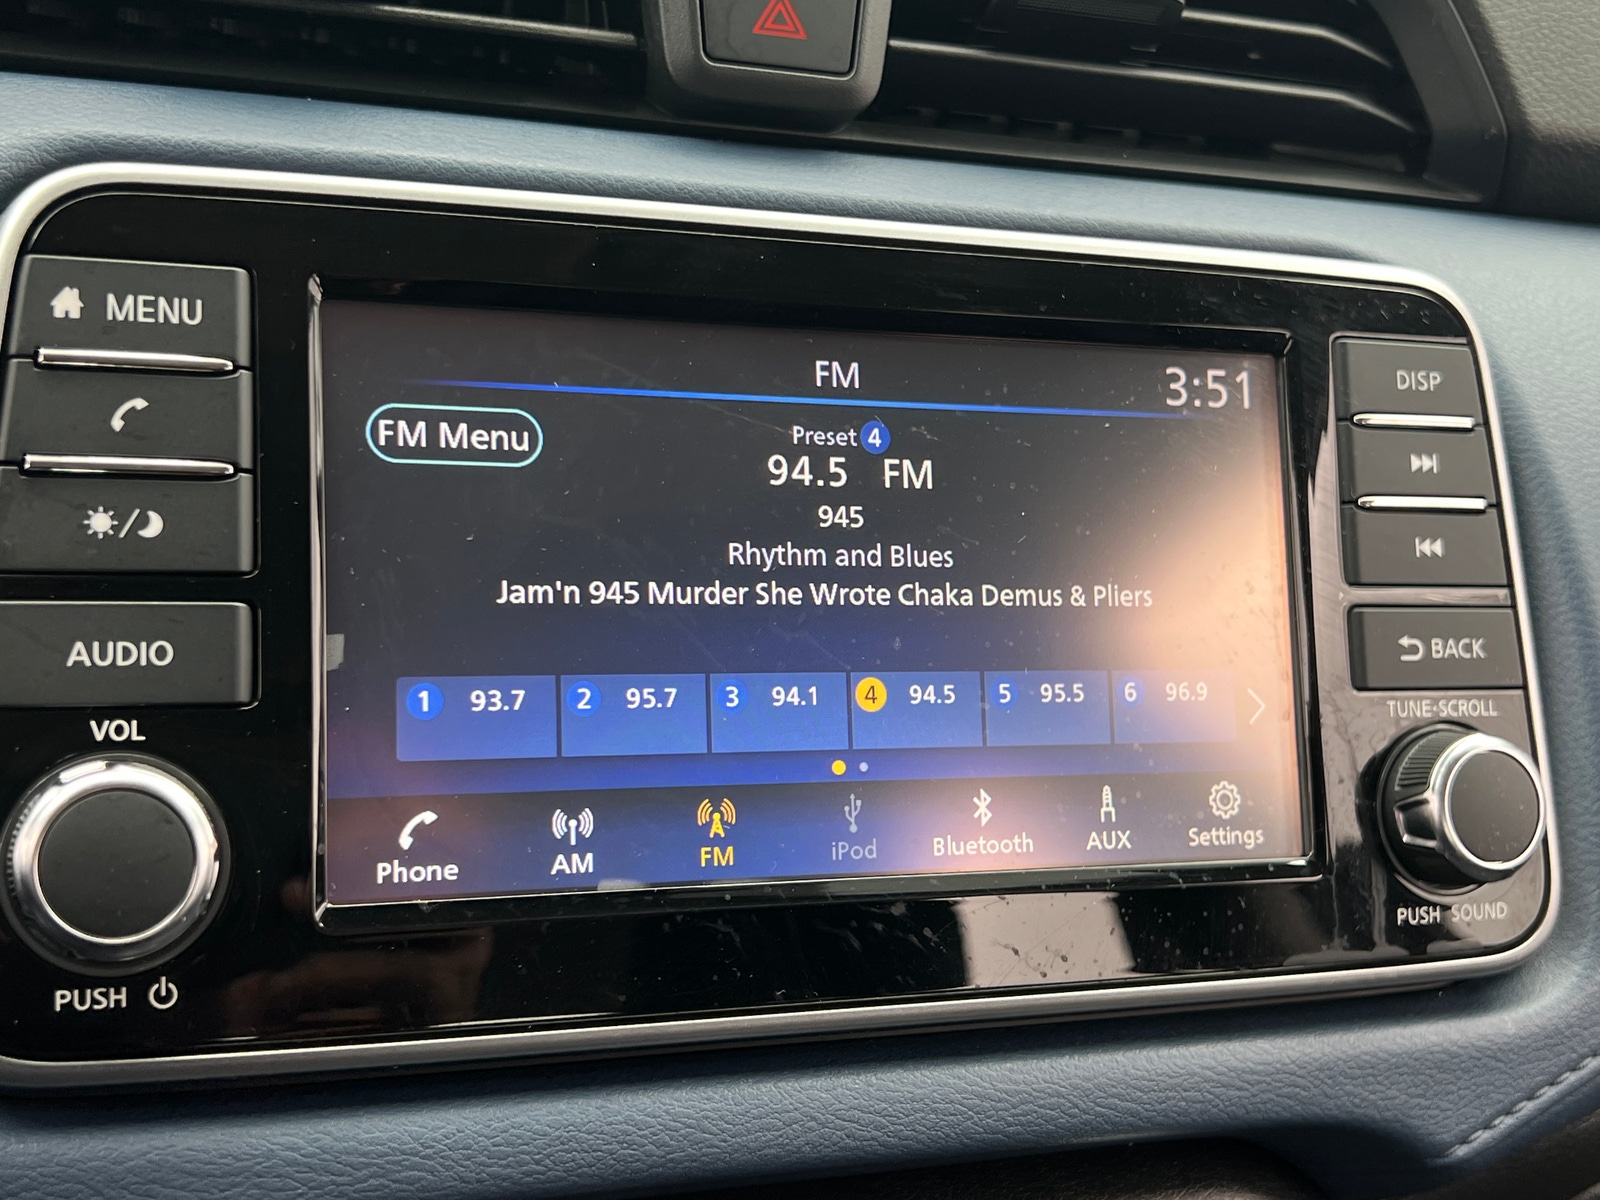 MENU
AUDIO
VOL
PUSH
FM
3:51
FM Menu
Preset 4
94.5 FM
945
Rhythm and Blues
Jam'n 945 Murder She Wrote Chaka Demus & Pliers
1 93.7 2 95.7 3 94.1 4 94.5 5 95.5 6 96.9
Phone AM FM iPod Bluetooth AUX Settings
DISP
BACK
TUNE·SCROLL
PUSH SOUND